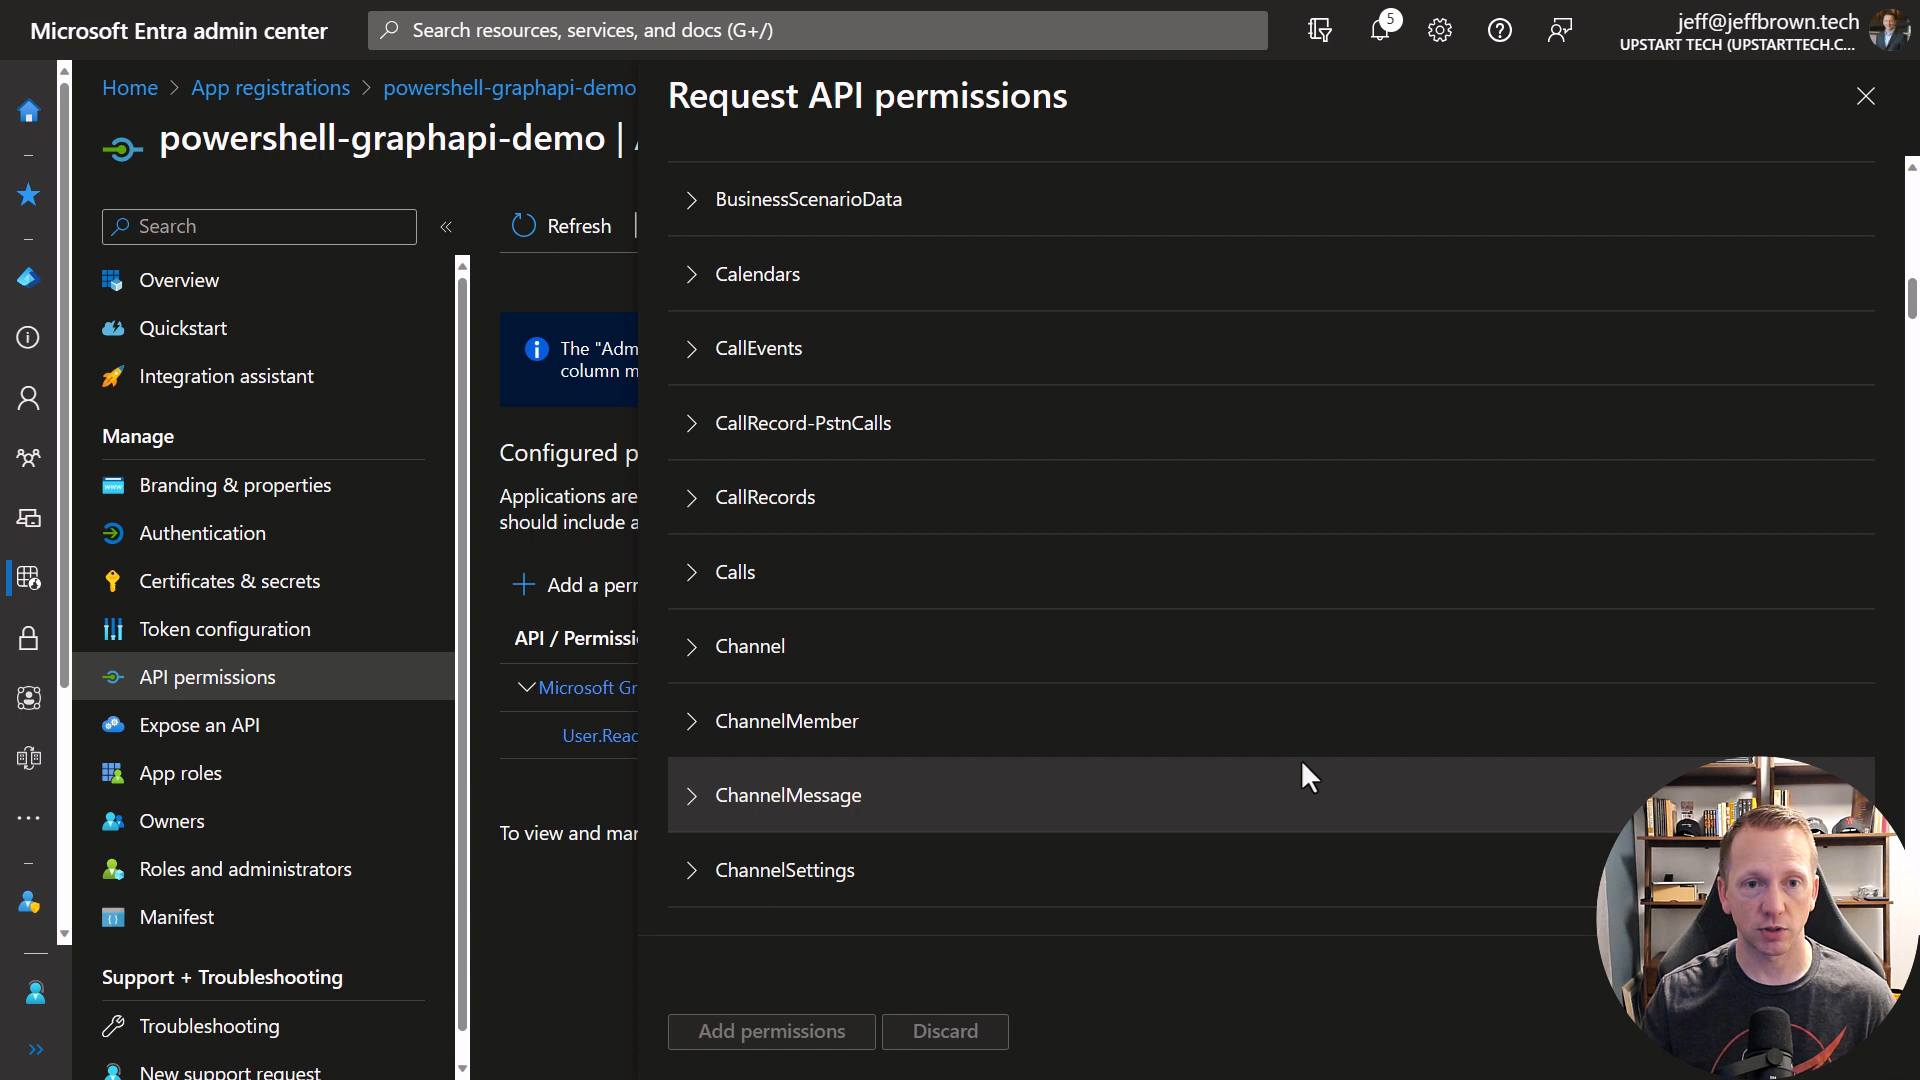 Microsoft Entra admin center
Search resources, services, and docs (G+/)
5
jeff@jeffbrown.tech
UPSTART TECH (UPSTARTTECH.C...
Home > App registrations > powershell-graphapi-demo
powershell-graphapi-demo |
Search
Overview
Quickstart
Integration assistant
Manage
Branding & properties
Authentication
Certificates & secrets
Token configuration
API permissions
Expose an API
App roles
Owners
Roles and administrators
Manifest
Support + Troubleshooting
Troubleshooting
New support request
Refresh
The "Adm
column m
Configured p
Applications are
should include a
Add a perm
API / Permissi
Microsoft Gr
User.Read
To view and man
Request API permissions
BusinessScenarioData
Calendars
CallEvents
CallRecord-PstnCalls
CallRecords
Calls
Channel
ChannelMember
ChannelMessage
ChannelSettings
Add permissions
Discard